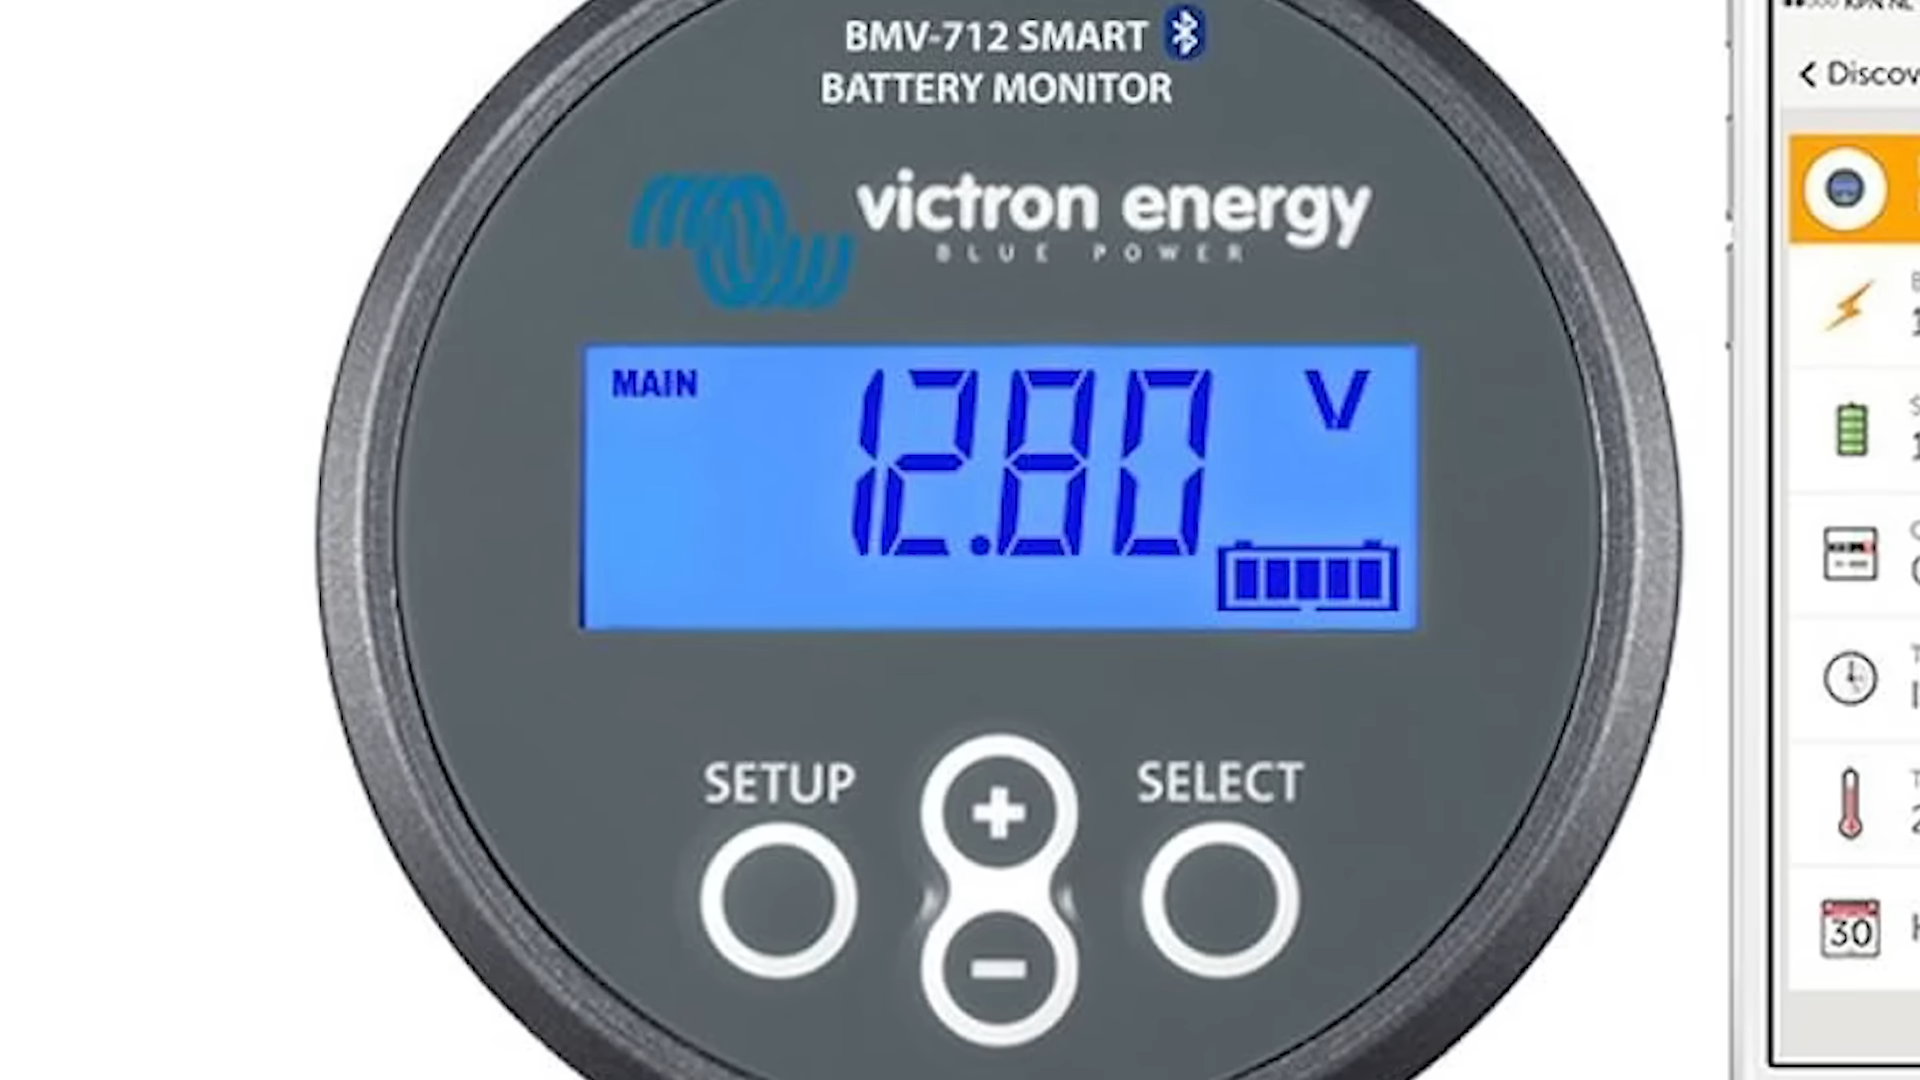 BMV-712 SMART
BATTERY MONITOR
victron energy
BLUE POWER
MAIN 12.80 V
SETUP
SELECT
+
−
30